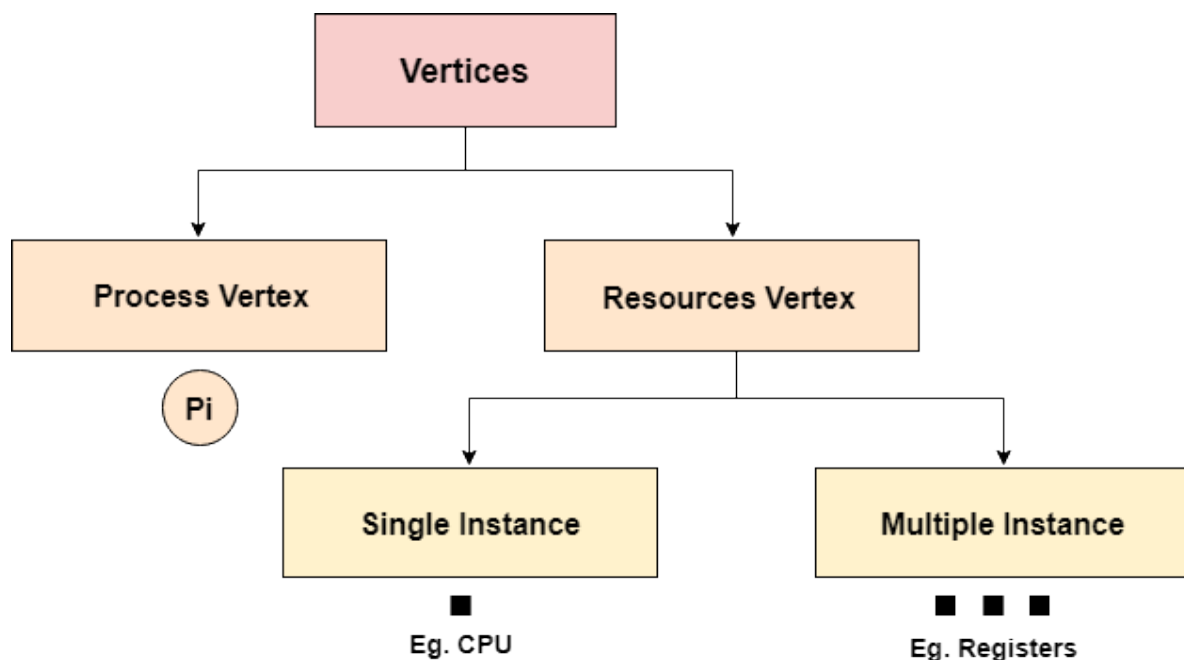 Vertices
Process Vertex
Resources Vertex
Pi
Single Instance
Multiple Instance
Eg. CPU
Eg. Registers